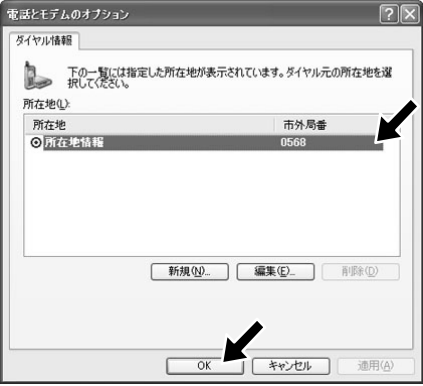 電話とモデムのオプション
ダイヤル情報
下の一覧には指定した所在地が表示されています。ダイヤル元の所在地を選
択してください。
所在地(L):
所在地 市外局番
所在地情報 0568
新規(N)... 編集(E)... 削除(D)
OK キャンセル 適用(A)